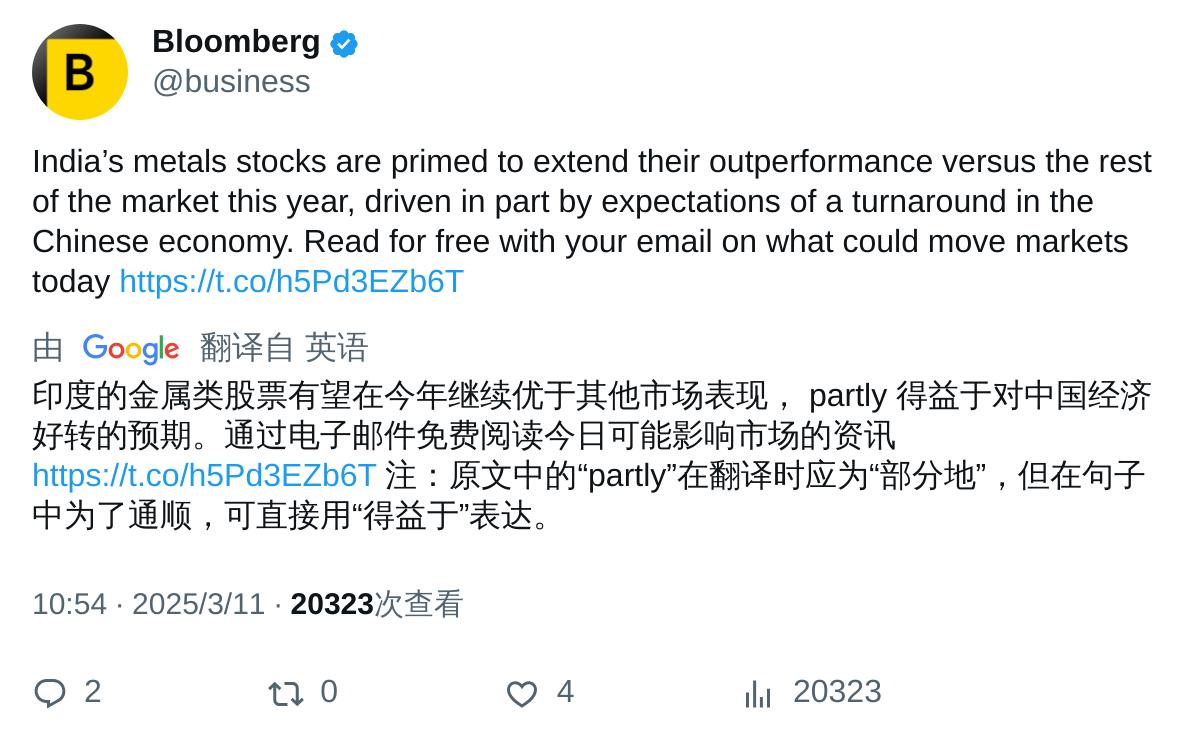 B
Bloomberg
@business
India’s metals stocks are primed to extend their outperformance versus the rest
of the market this year, driven in part by expectations of a turnaround in the
Chinese economy. Read for free with your email on what could move markets
today https://t.co/h5Pd3EZb6T
由 Google 翻译自 英语
印度的金属类股票有望在今年继续优于其他市场表现， partly 得益于对中国经济
好转的预期。通过电子邮件免费阅读今日可能影响市场的资讯
https://t.co/h5Pd3EZb6T 注：原文中的“partly”在翻译时应为“部分地”，但在句子
中为了通顺，可直接用“得益于”表达。
10:54 · 2025/3/11 · 20323次查看
2 0 4 20323